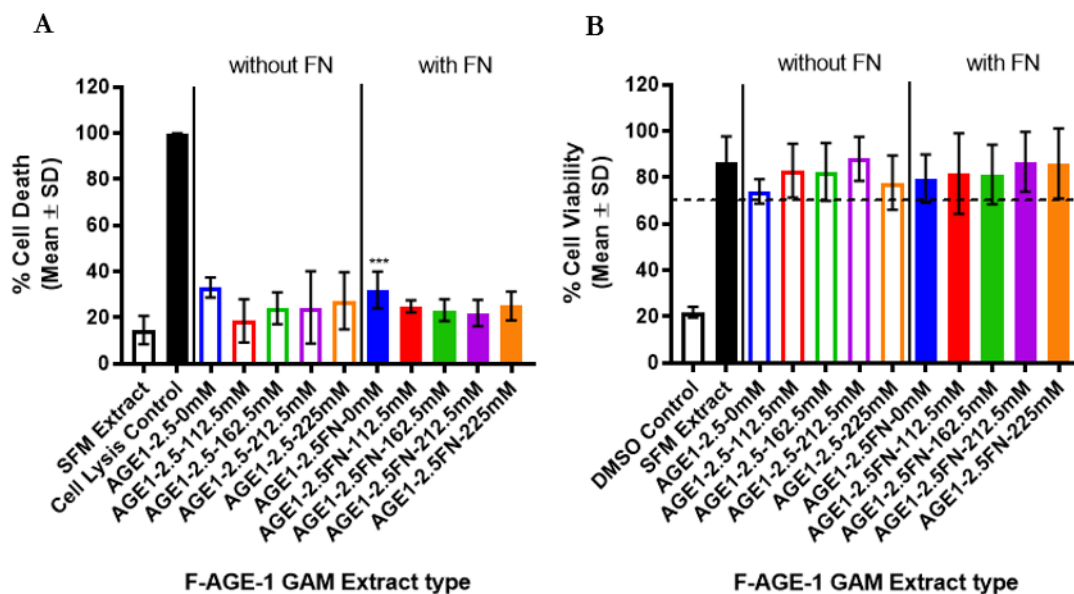 A
without FN
with FN
% Cell Death
(Mean ± SD)
120
100
80
60
40
20
0
***
SFM Extract
Cell Lysis Control
AGE1-2.5-0mM
AGE1-2.5-112.5mM
AGE1-2.5-162.5mM
AGE1-2.5-212.5mM
AGE1-2.5-225mM
AGE1-2.5FN-0mM
AGE1-2.5FN-112.5mM
AGE1-2.5FN-162.5mM
AGE1-2.5FN-212.5mM
AGE1-2.5FN-225mM
F-AGE-1 GAM Extract type
B
without FN
with FN
% Cell Viability
(Mean ± SD)
120
100
80
60
40
20
0
DMSO Control
SFM Extract
AGE1-2.5-0mM
AGE1-2.5-112.5mM
AGE1-2.5-162.5mM
AGE1-2.5-212.5mM
AGE1-2.5-225mM
AGE1-2.5FN-0mM
AGE1-2.5FN-112.5mM
AGE1-2.5FN-162.5mM
AGE1-2.5FN-212.5mM
AGE1-2.5FN-225mM
F-AGE-1 GAM Extract type